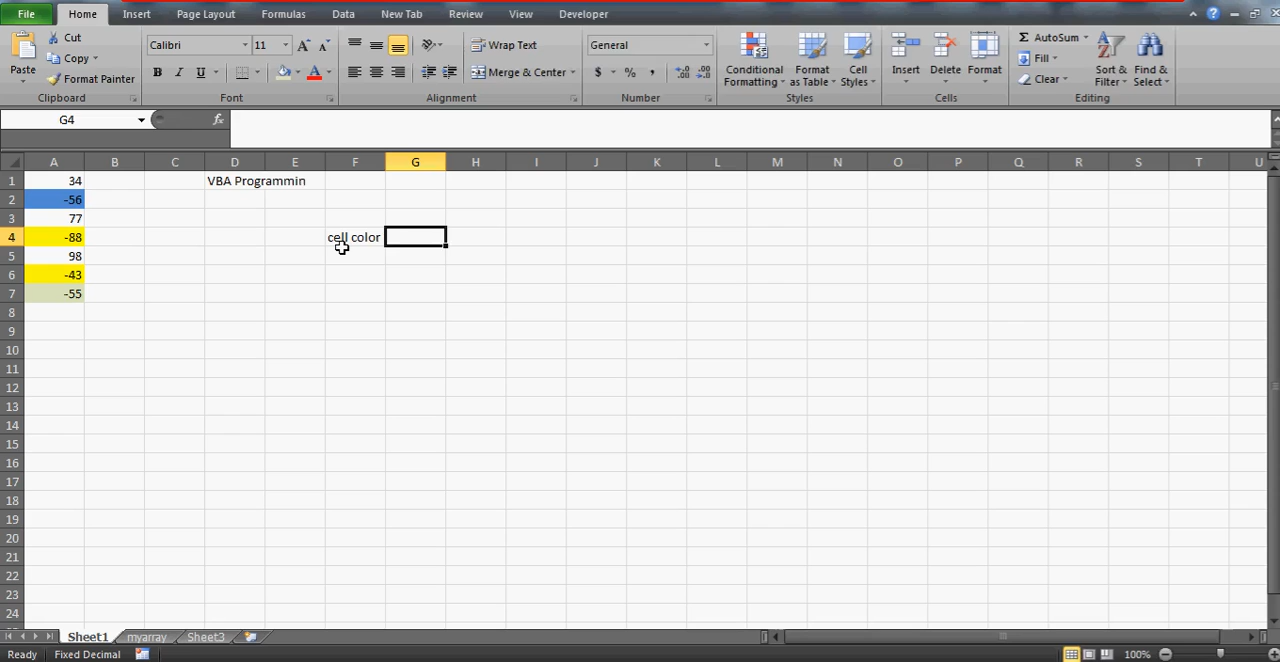 File Home Insert Page Layout Formulas Data New Tab Review View Developer
Cut
Copy
Format Painter
Paste
Clipboard
Calibri 11
B I U
Font
Wrap Text
Merge & Center
Alignment
General
$ % ,
Number
Conditional Formatting
Format as Table
Cell Styles
Styles
Insert Delete Format
Cells
AutoSum
Fill
Clear
Sort & Filter
Find & Select
Editing
G4 fx
A B C D E F G H I J K L M N O P Q R S T U
1 34 VBA Programmin
2 -56
3 77
4 -88 cell color
5 98
6 -43
7 -55
8
9
10
11
12
13
14
15
16
17
18
19
20
21
22
23
24
Sheet1 myarray Sheet3
Ready Fixed Decimal 100%